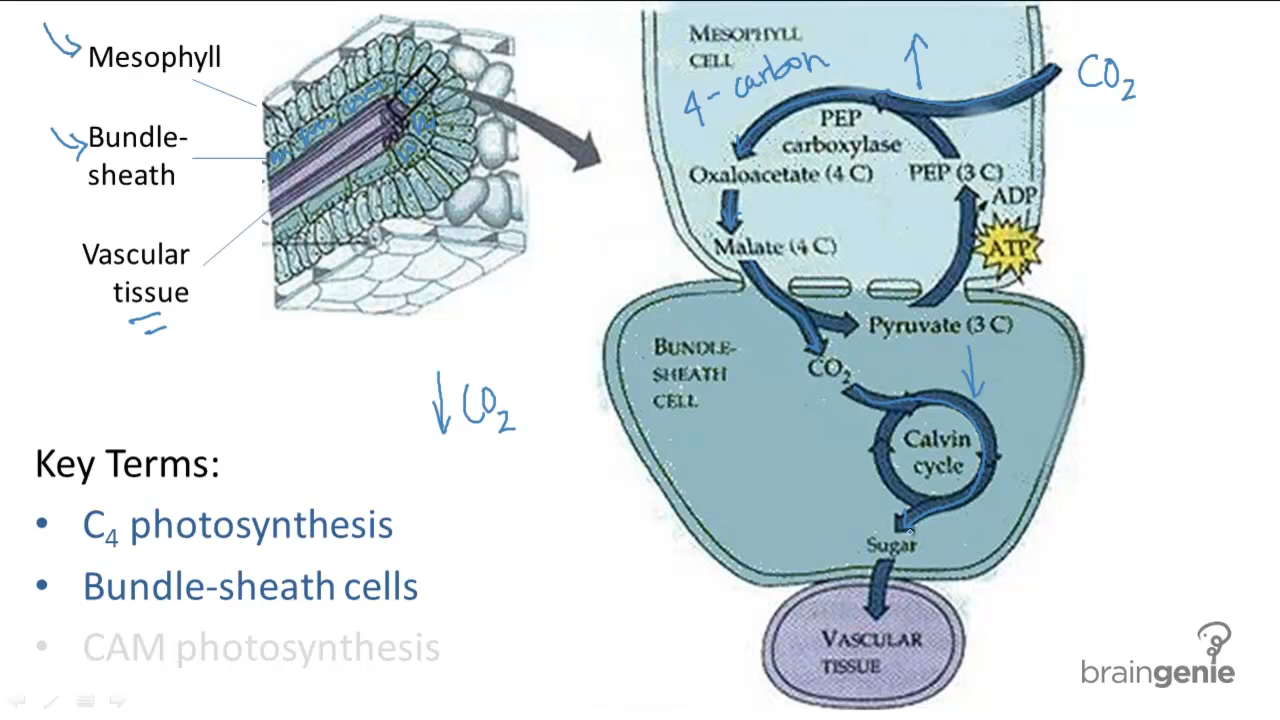 Mesophyll
Bundle-
sheath
Vascular
tissue
MESOPHYLL
CELL
4-carbon
CO₂
PEP
carboxylase
Oxaloacetate (4 C)
PEP (3 C)
ADP
ATP
Malate (4 C)
Pyruvate (3 C)
BUNDLE-
SHEATH
CELL
CO₂
Calvin
cycle
Sugar
VASCULAR
TISSUE
↓ CO₂
Key Terms:
• C₄ photosynthesis
• Bundle-sheath cells
• CAM photosynthesis
braingenie